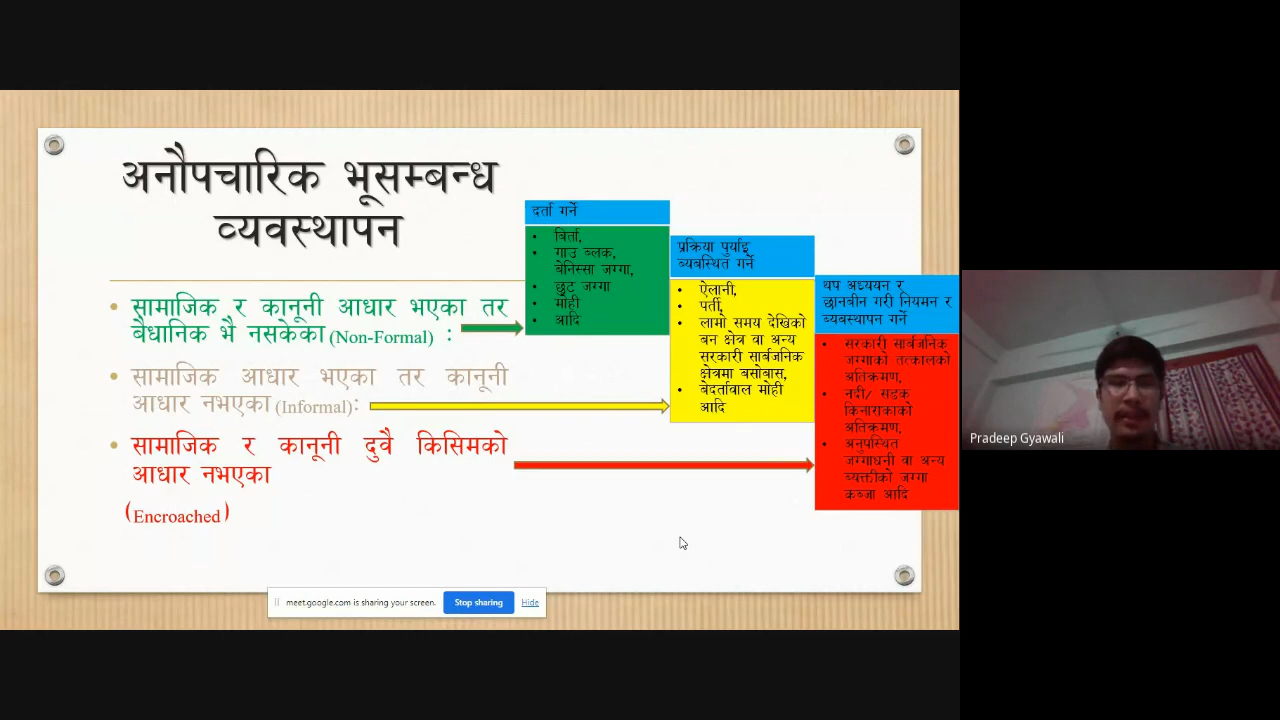 अनौपचारिक भूसम्बन्ध
व्यवस्थापन
• सामाजिक र कानूनी आधार भएका तर
बैधानिक भै नसकेका (Non-Formal) :
• सामाजिक आधार भएका तर कानूनी
आधार नभएका (Informal):
• सामाजिक र कानूनी दुवै किसिमको
आधार नभएका
(Encroached)
दर्ता गर्ने
• बिर्ता,
• गाउ ब्लक,
बेनिस्सा जग्गा,
• छुट जग्गा
• मोही
• आदि
प्रक्रिया पुर्याइ
ब्यबस्थित गर्ने
• ऐलानी,
• पर्ती,
• लामो समय देखिको
बन क्षेत्र वा अन्य
सरकारी सार्वजनिक
क्षेत्रमा बसोबास,
• बेदर्तावाल मोही
आदि
थप अध्ययन र
छानबीन गरी नियमन र
ब्यवस्थापन गर्ने
• सरकारी सार्बजनिक
जग्गाको तत्कालको
अतिक्रमण,
• नदी/ सडक
किनाराकाको
अतिक्रमण,
• अनुपस्थित
जग्गाधनी वा अन्य
ब्यक्तीको जग्गा
कब्जा आदि
meet.google.com is sharing your screen.
Stop sharing
Hide
Pradeep Gyawali